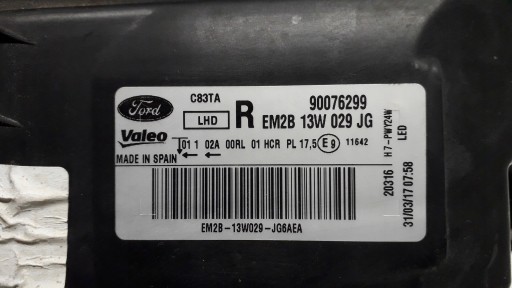 Ford
C83TA
LHD
R
90076299
EM2B 13W 029 JG
Valeo
01 1 02A 00RL 01 HCR PL 17,5 E9 11642
MADE IN SPAIN
EM2B-13W029-JG6AEA
H7-PWY24W
LED
20316
31/03/17 07:58